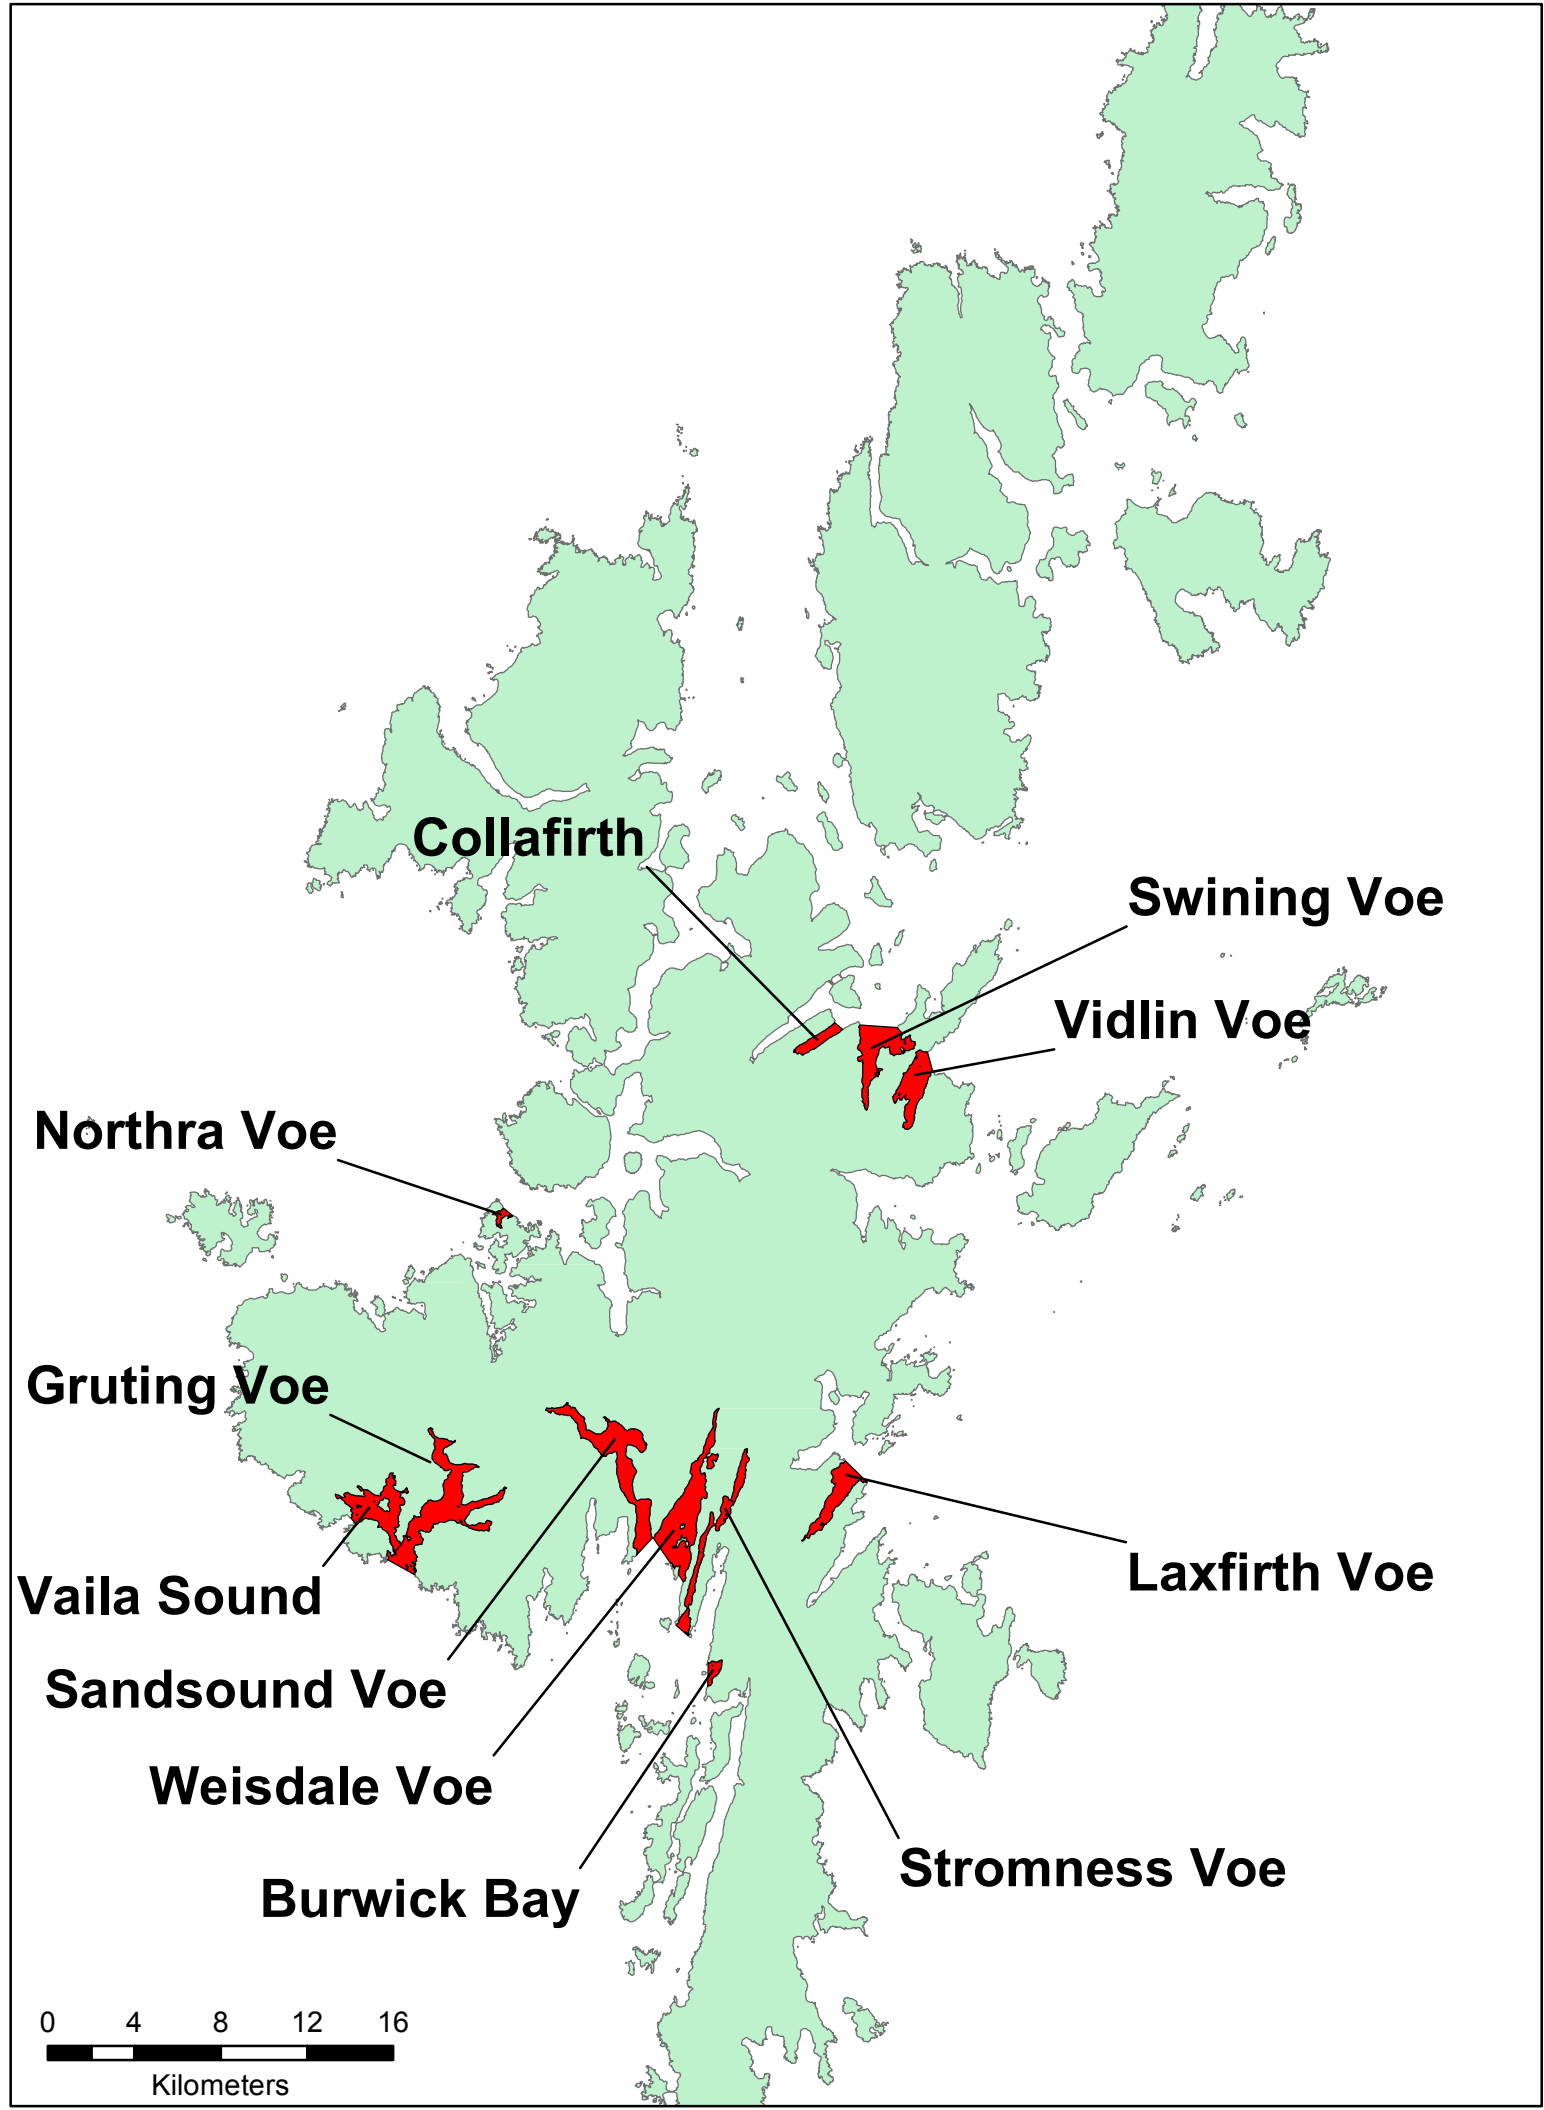 Collafirth
Swining Voe
Vidlin Voe
Northra Voe
Gruting Voe
Laxfirth Voe
Vaila Sound
Sandsound Voe
Weisdale Voe
Stromness Voe
Burwick Bay
0 4 8 12 16
Kilometers